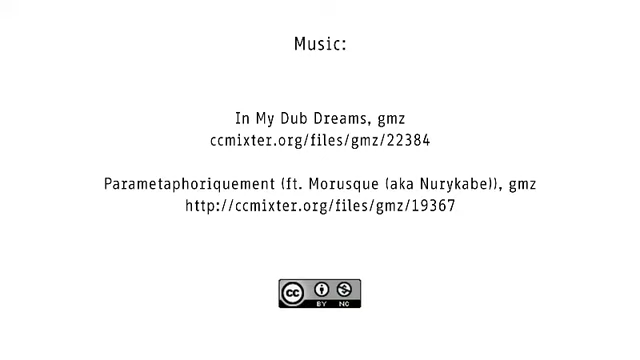 Music:
In My Dub Dreams, gmz
ccmixter.org/files/gmz/22384
Parametaphoriquement (ft. Morusque (aka Nurykabe)), gmz
http://ccmixter.org/files/gmz/19367
cc BY NC